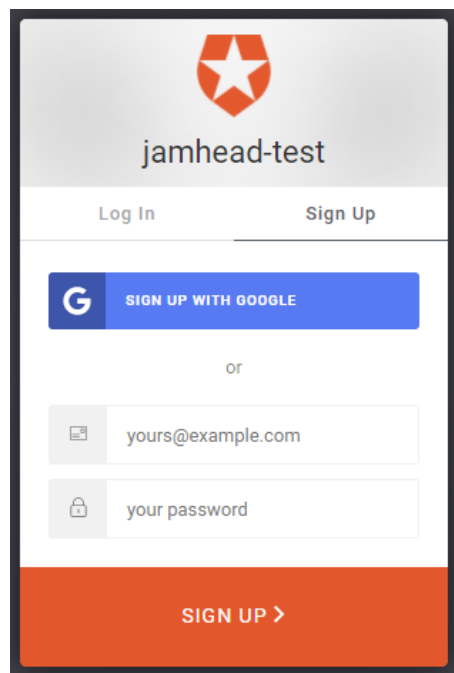 jamhead-test
Log In Sign Up
G SIGN UP WITH GOOGLE
or
yours@example.com
your password
SIGN UP